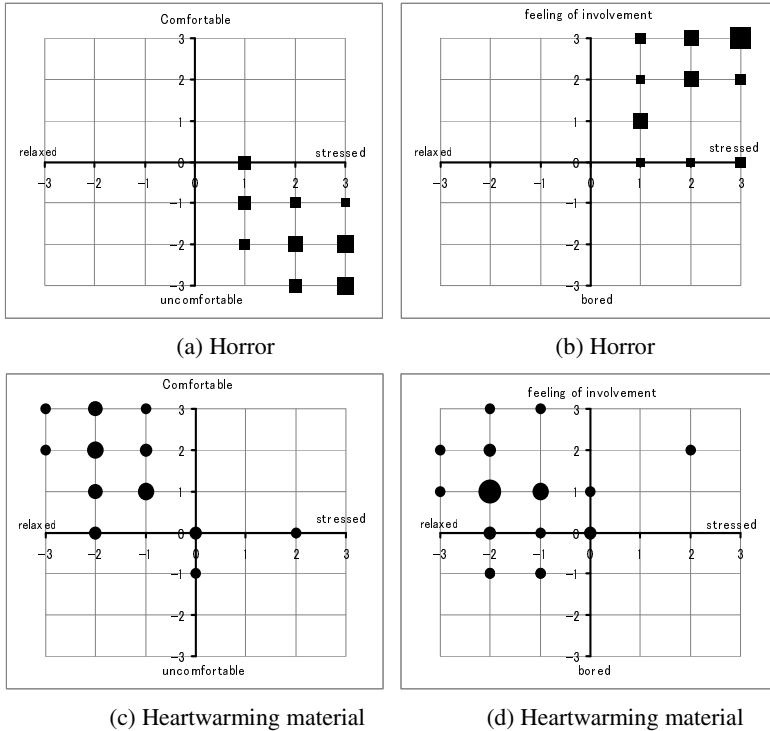 Comfortable
3
2
1
relaxed 0 stressed
-3 -2 -1 0 1 2 3
-1
-2
-3
uncomfortable
(a) Horror
feeling of involvement
3
2
1
relaxed 0 stressed
-3 -2 -1 0 1 2 3
-1
-2
-3
bored
(b) Horror
Comfortable
3
2
1
relaxed 0 stressed
-3 -2 -1 0 1 2 3
-1
-2
-3
uncomfortable
(c) Heartwarming material
feeling of involvement
3
2
1
relaxed 0 stressed
-3 -2 -1 0 1 2 3
-1
-2
-3
bored
(d) Heartwarming material